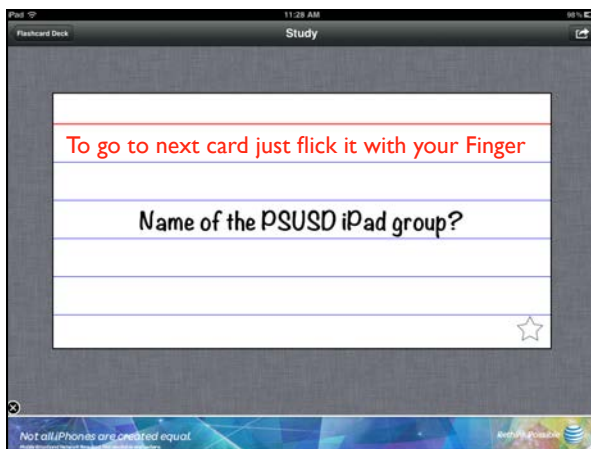 iPad 11:28 AM 98%
Flashcard Deck Study
To go to next card just flick it with your Finger
Name of the PSUSD iPad group?
Not all iPhones are created equal.
Rethink Possible